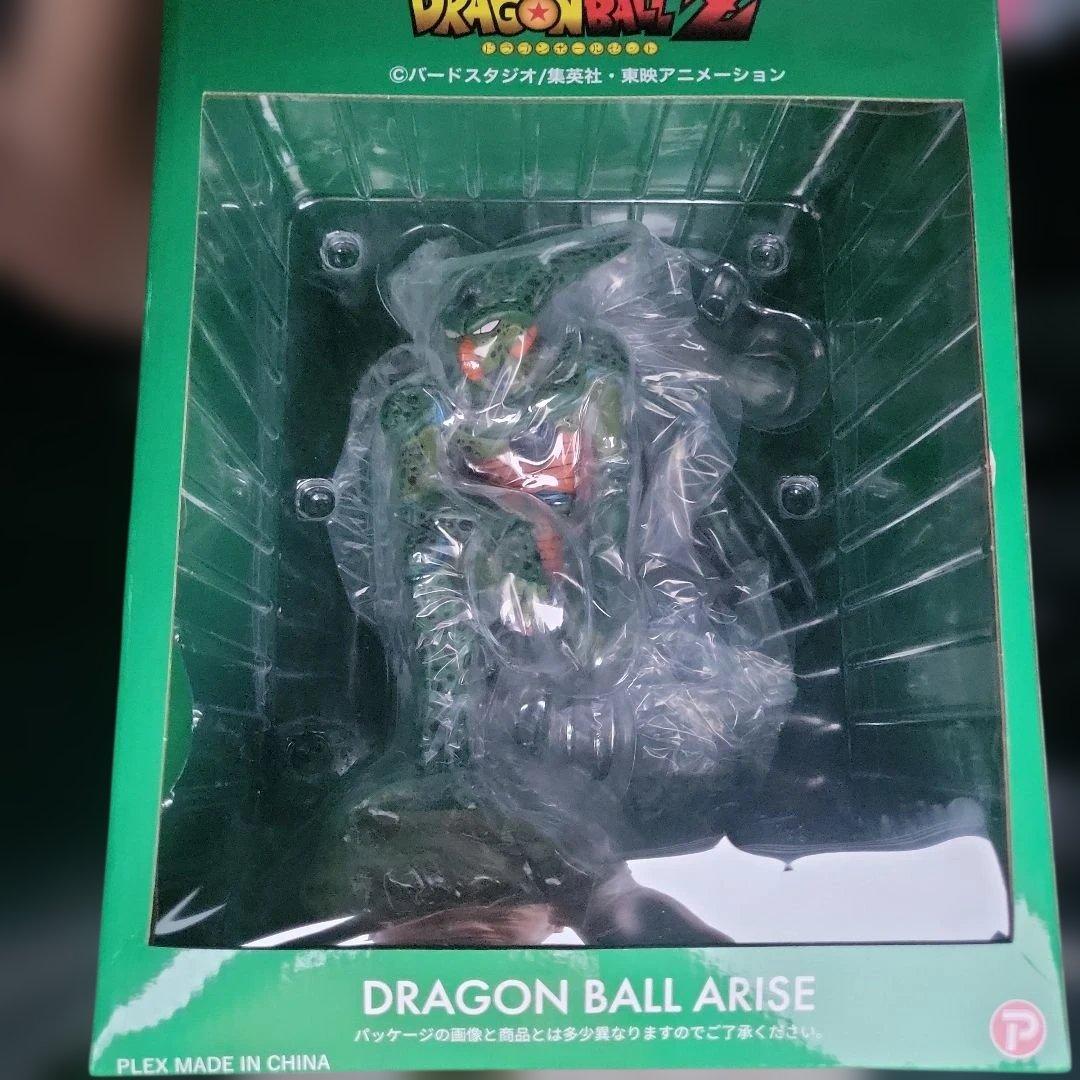 DRAGON BALL Z
ドラゴンボールゼット
©バードスタジオ/集英社・東映アニメーション
DRAGON BALL ARISE
パッケージの画像と商品とは多少異なりますのでご了承ください。
PLEX MADE IN CHINA
P